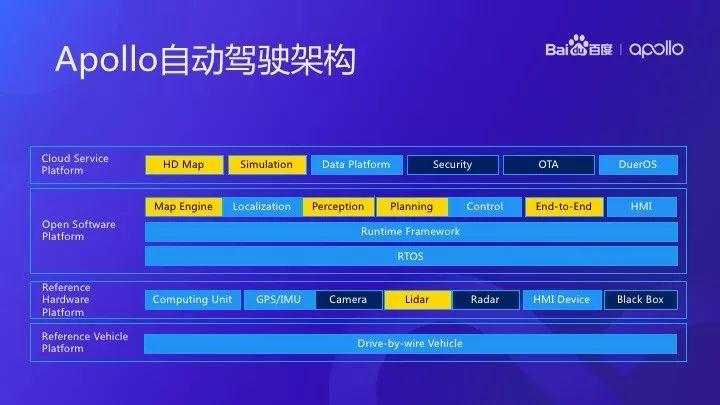 Apollo自动驾驶架构
Bai du 百度 | apollo
Cloud Service
Platform
HD Map
Simulation
Data Platform
Security
OTA
DuerOS
Open Software
Platform
Map Engine
Localization
Perception
Planning
Control
End-to-End
HMI
Runtime Framework
RTOS
Reference
Hardware
Platform
Computing Unit
GPS/IMU
Camera
Lidar
Radar
HMI Device
Black Box
Reference Vehicle
Platform
Drive-by-wire Vehicle